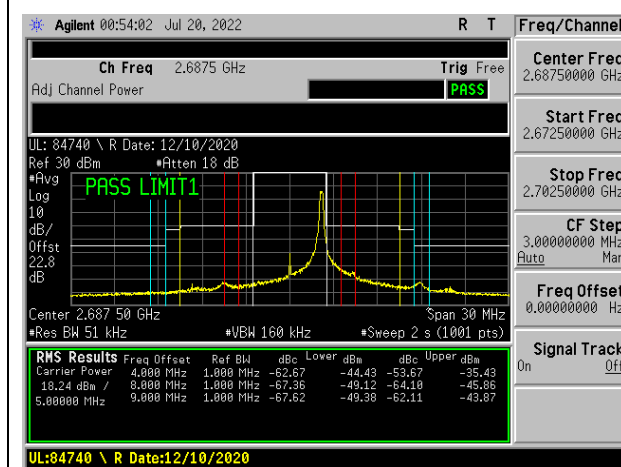 Agilent 00:54:02 Jul 20, 2022 R T
Freq/Channel
Ch Freq 2.6875 GHz Trig Free
Adj Channel Power PASS
UL: 84740 \ R Date: 12/10/2020
Ref 30 dBm #Atten 18 dB
#Avg
Log
10
dB/
Offst
22.8
dB
PASS LIMIT1
Center 2.687 50 GHz Span 30 MHz
#Res BW 51 kHz #VBW 160 kHz #Sweep 2 s (1001 pts)
RMS Results Freq Offset Ref BW dBc Lower dBm dBc Upper dBm
Carrier Power 4.000 MHz 1.000 MHz -62.67 -44.43 -53.67 -35.43
18.24 dBm / 8.000 MHz 1.000 MHz -67.36 -49.12 -64.10 -45.86
5.00000 MHz 9.000 MHz 1.000 MHz -67.62 -49.38 -62.11 -43.87
UL:84740 \ R Date:12/10/2020
Center Freq
2.68750000 GHz
Start Freq
2.67250000 GHz
Stop Freq
2.70250000 GHz
CF Step
3.00000000 MHz
Auto Man
Freq Offset
0.00000000 Hz
Signal Track
On Off